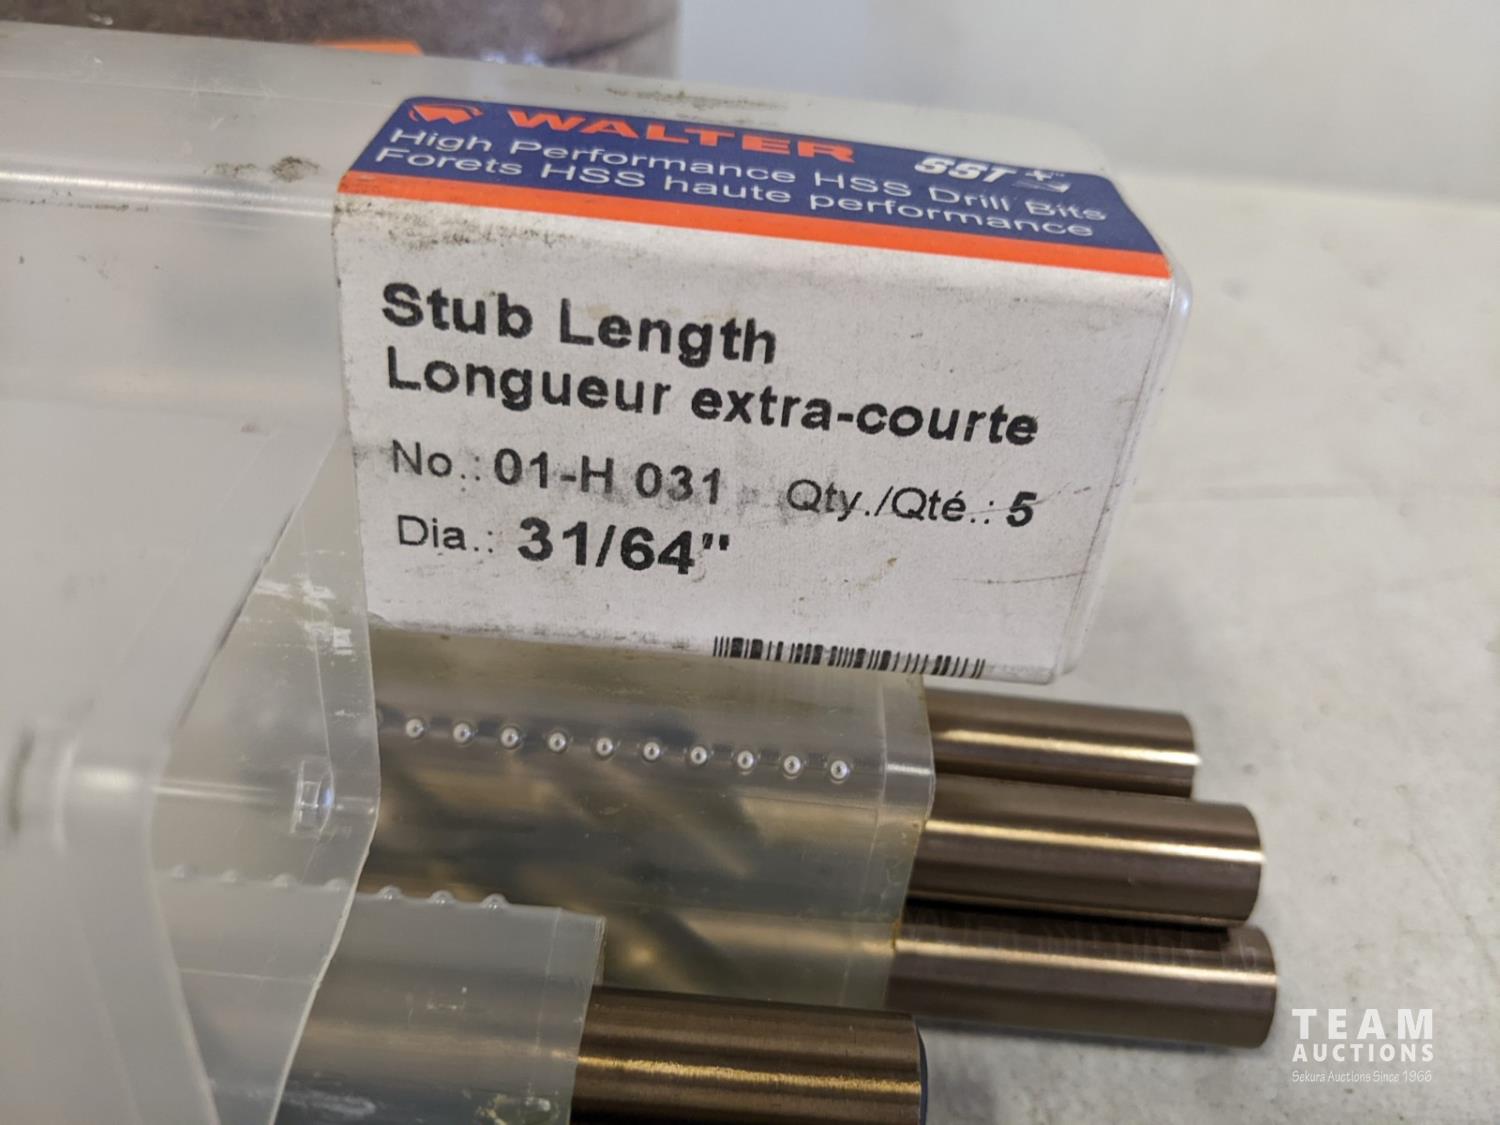 WALTER SST+
High Performance HSS Drill Bits
Forets HSS haute performance
Stub Length
Longueur extra-courte
No.: 01-H 031 Qty./Qté.: 5
Dia.: 31/64"
TEAM
AUCTIONS
Sekura Auctions Since 1966